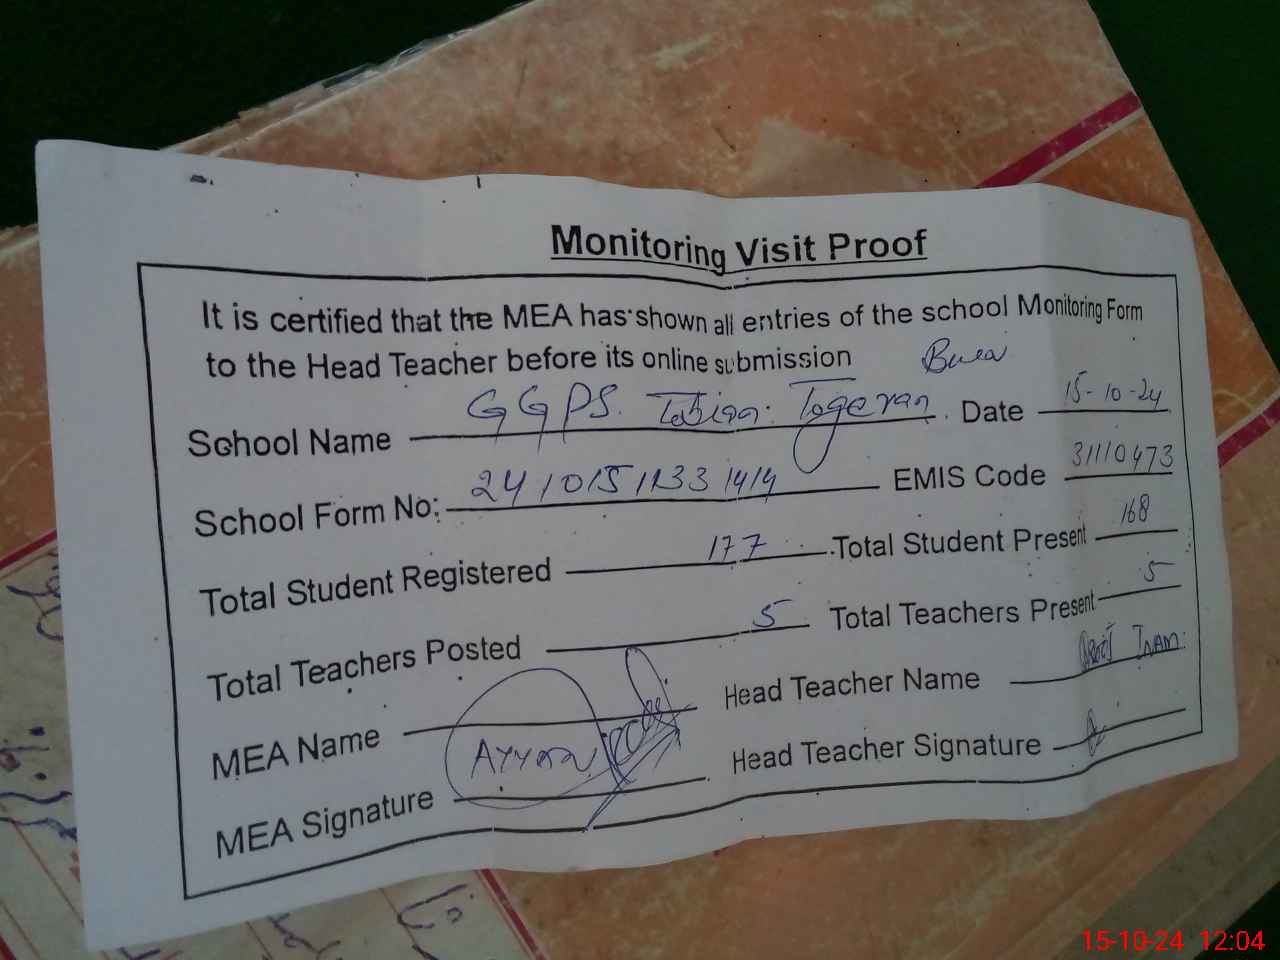 Monitoring Visit Proof
It is certified that the MEA has shown all entries of the school Monitoring Form
to the Head Teacher before its online submission
School Name GGPS. Date 15-10-24
School Form No: EMIS Code 31110473
Total Student Registered 177 Total Student Present 168
Total Teachers Posted 5 Total Teachers Present 5
MEA Name Head Teacher Name INAM
MEA Signature Head Teacher Signature
15-10-24 12:04